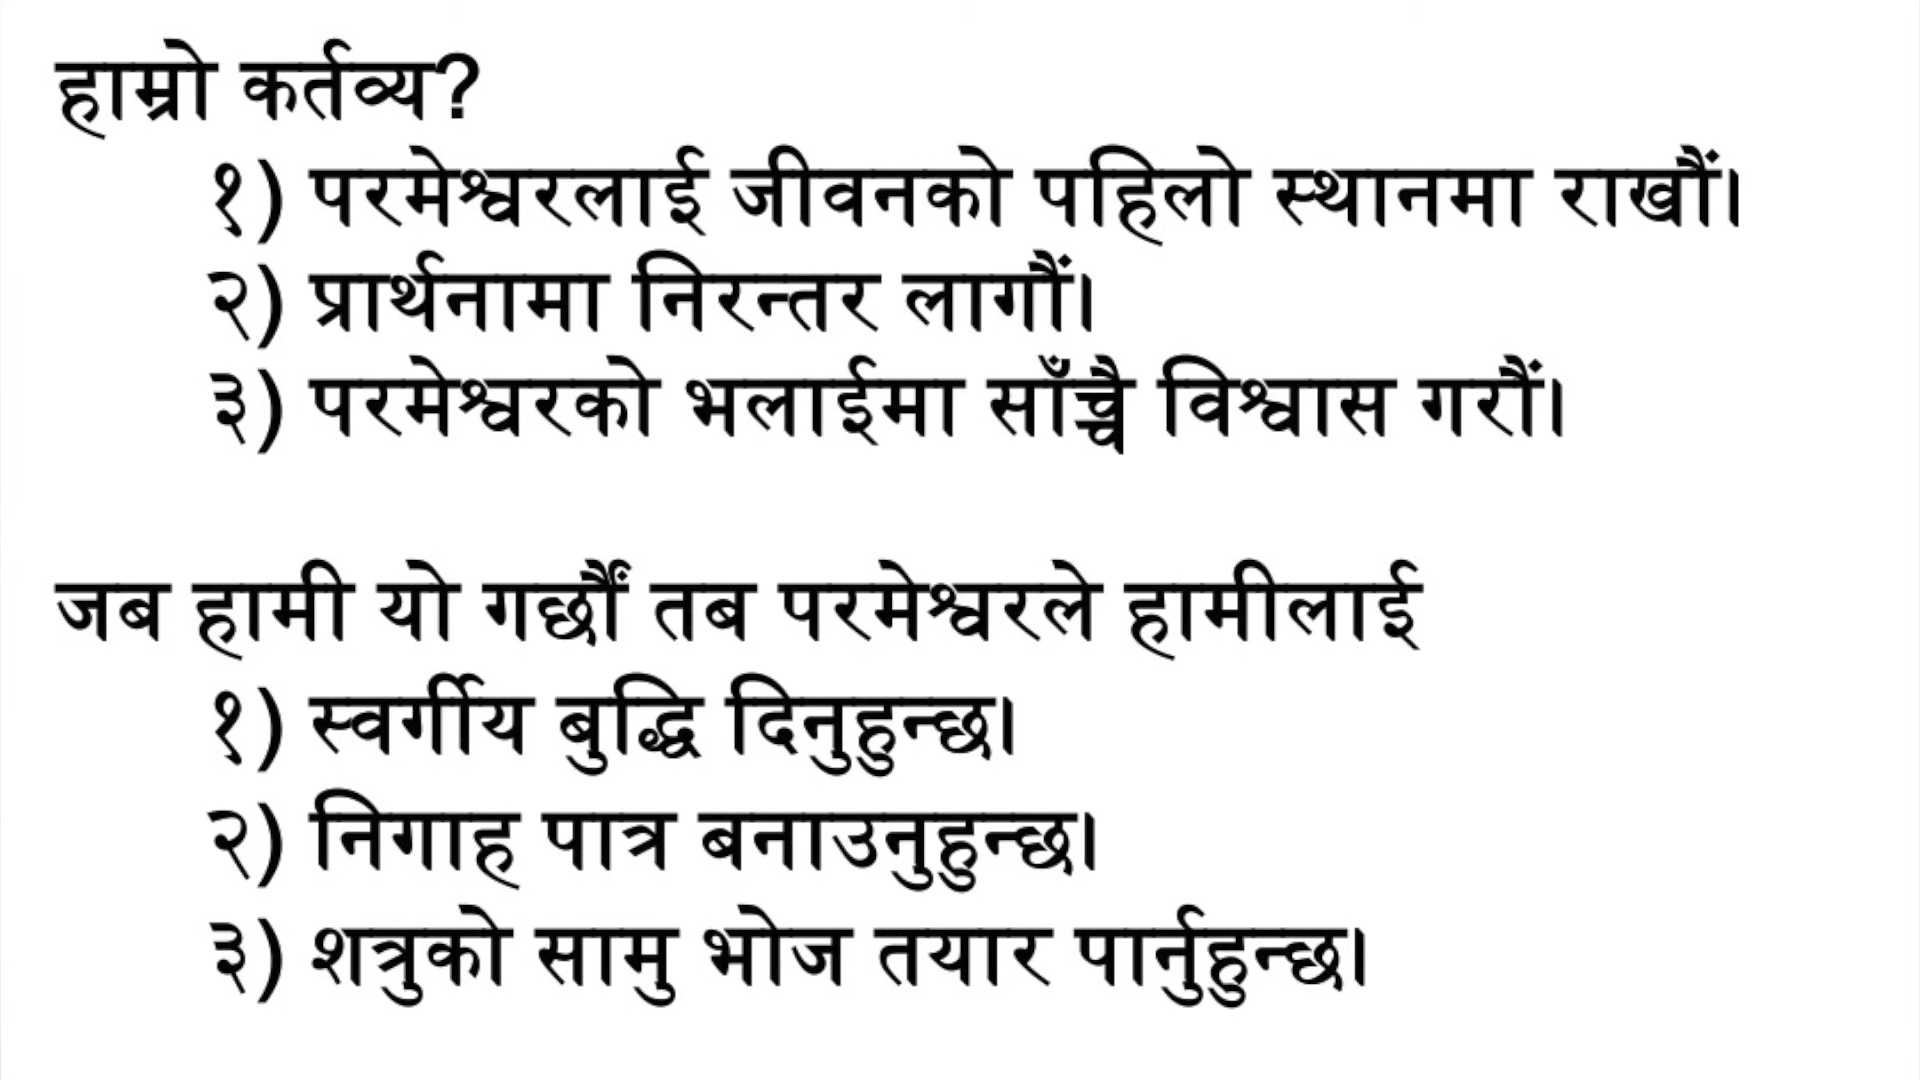 हाम्रो कर्तव्य?
१) परमेश्वरलाई जीवनको पहिलो स्थानमा राखौं।
२) प्रार्थनामा निरन्तर लागौं।
३) परमेश्वरको भलाईमा साँच्चै विश्वास गरौं।
जब हामी यो गर्छौं तब परमेश्वरले हामीलाई
१) स्वर्गीय बुद्धि दिनुहुन्छ।
२) निगाह पात्र बनाउनुहुन्छ।
३) शत्रुको सामु भोज तयार पार्नुहुन्छ।